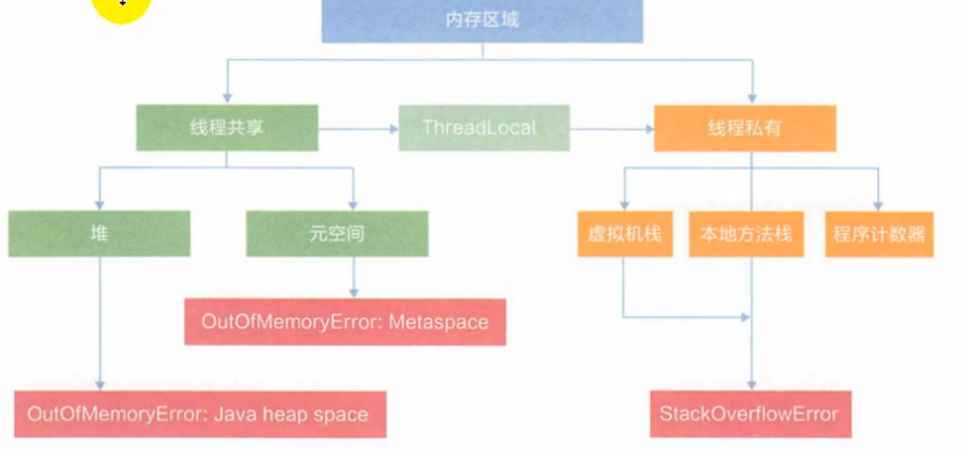 内存区域
线程共享
ThreadLocal
线程私有
堆
元空间
虚拟机栈
本地方法栈
程序计数器
OutOfMemoryError: Metaspace
OutOfMemoryError: Java heap space
StackOverflowError